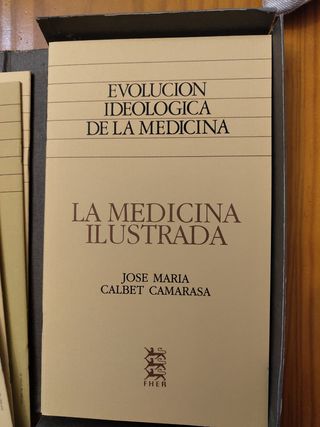 EVOLUCION
IDEOLOGICA
DE LA MEDICINA
LA MEDICINA
ILUSTRADA
JOSE MARIA
CALBET CAMARASA
FHER